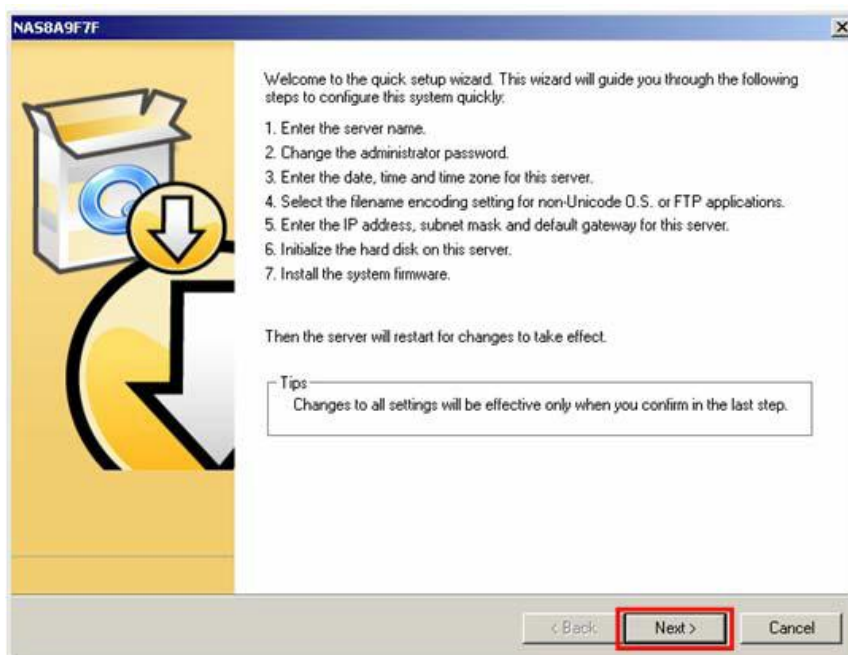 NAS8A9F7F
Welcome to the quick setup wizard. This wizard will guide you through the following
steps to configure this system quickly:
1. Enter the server name.
2. Change the administrator password.
3. Enter the date, time and time zone for this server.
4. Select the filename encoding setting for non-Unicode O.S. or FTP applications.
5. Enter the IP address, subnet mask and default gateway for this server.
6. Initialize the hard disk on this server.
7. Install the system firmware.
Then the server will restart for changes to take effect.
Tips
Changes to all settings will be effective only when you confirm in the last step.
< Back
Next >
Cancel